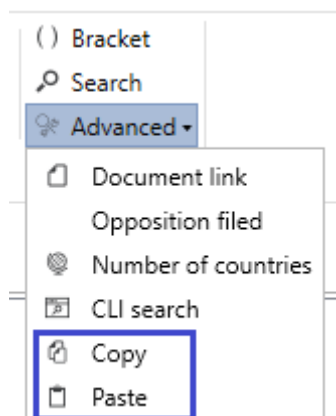 ( ) Bracket
Search
Advanced
Document link
Opposition filed
Number of countries
CLI search
Copy
Paste